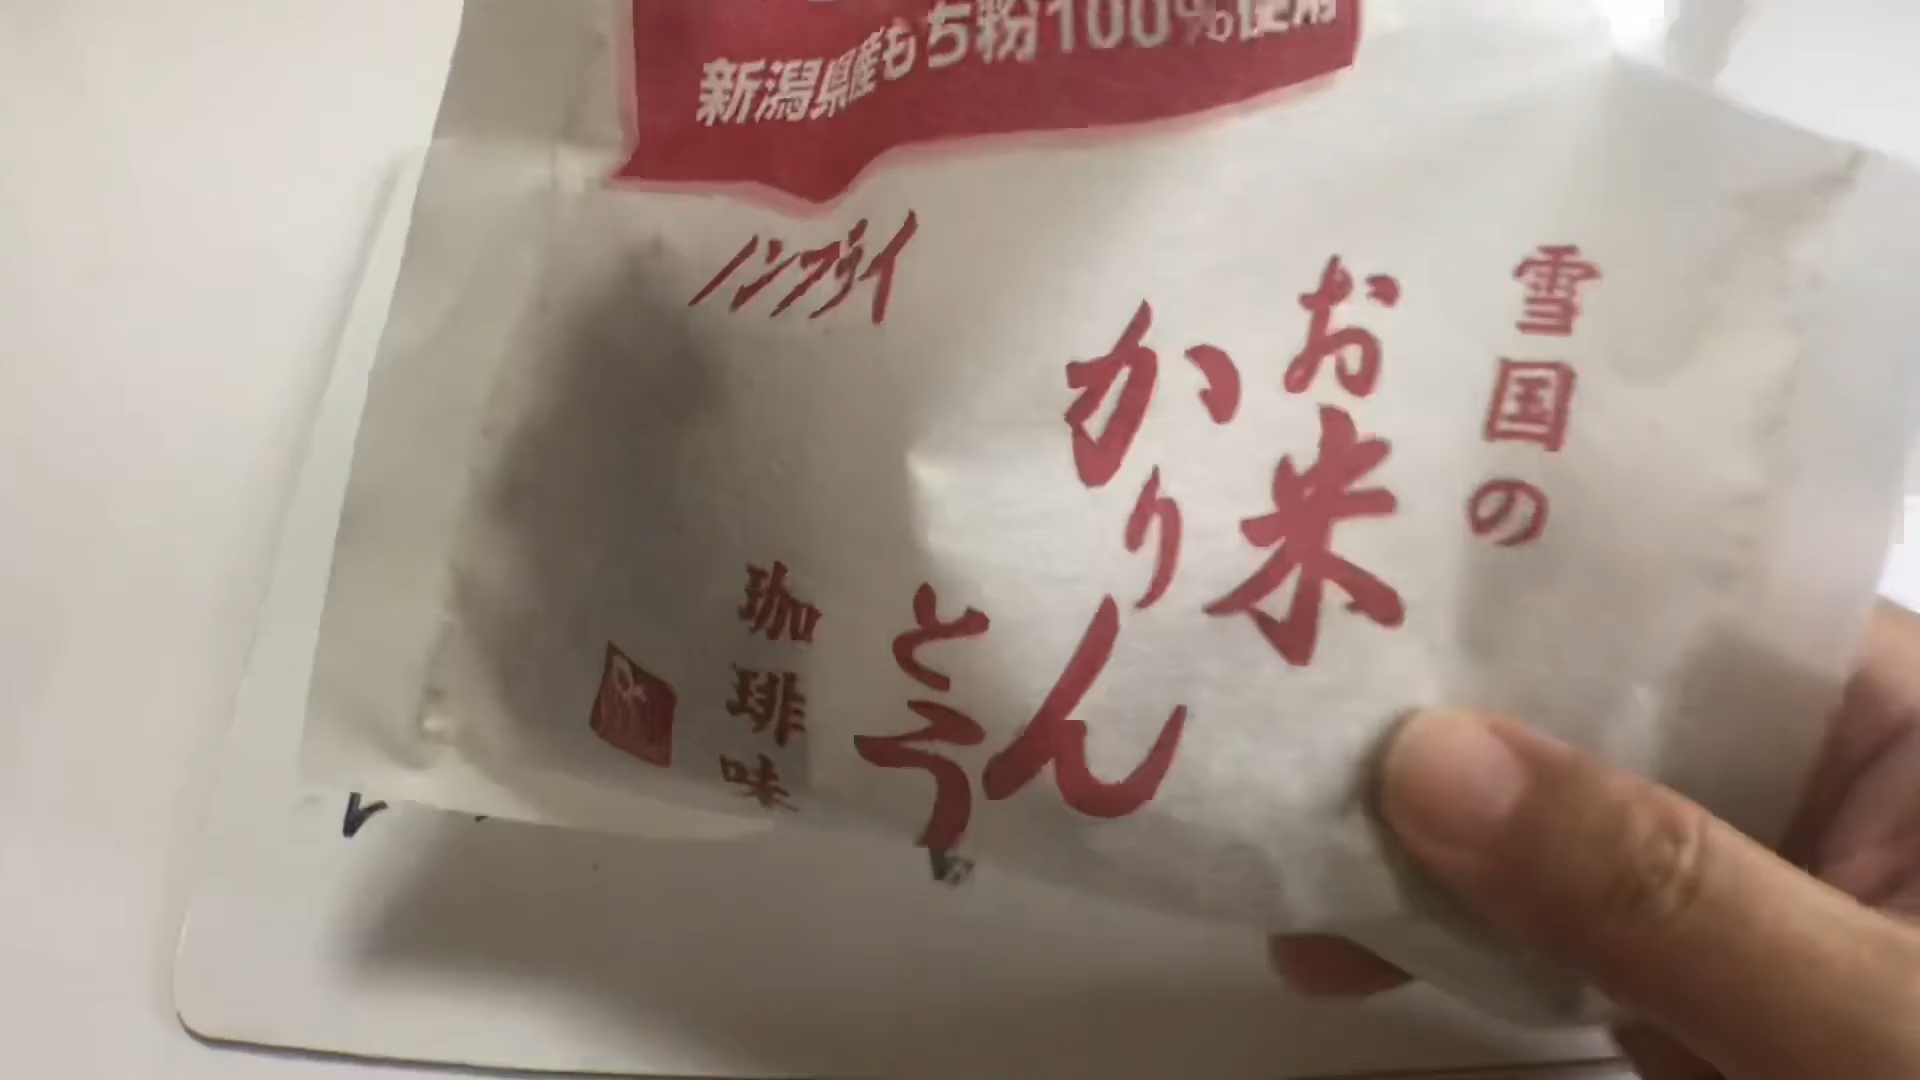 新潟県産もち粉100%使用
ノンフライ
雪国の
お米
かりんとう
珈琲味